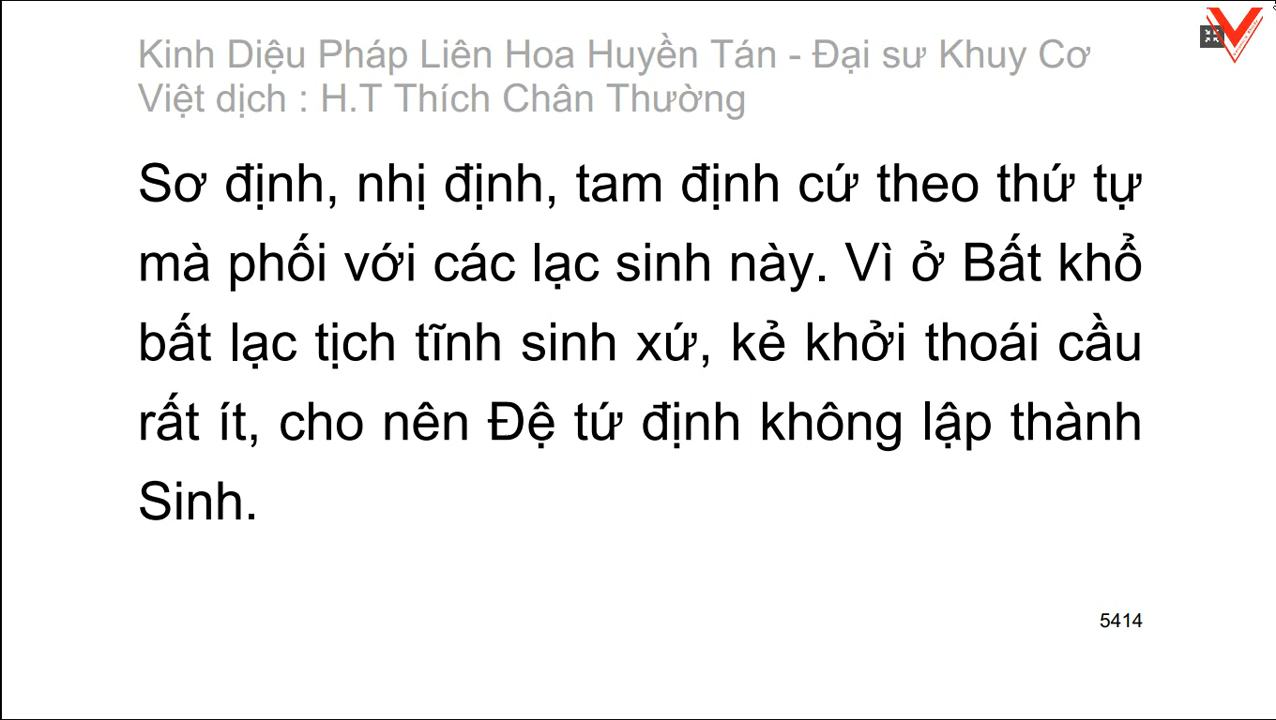 Kinh Diệu Pháp Liên Hoa Huyền Tán - Đại sư Khuy Cơ
Việt dịch : H.T Thích Chân Thường
Sơ định, nhị định, tam định cứ theo thứ tự
mà phối với các lạc sinh này. Vì ở Bất khổ
bất lạc tịch tĩnh sinh xứ, kẻ khởi thoái cầu
rất ít, cho nên Đệ tứ định không lập thành
Sinh.
5414